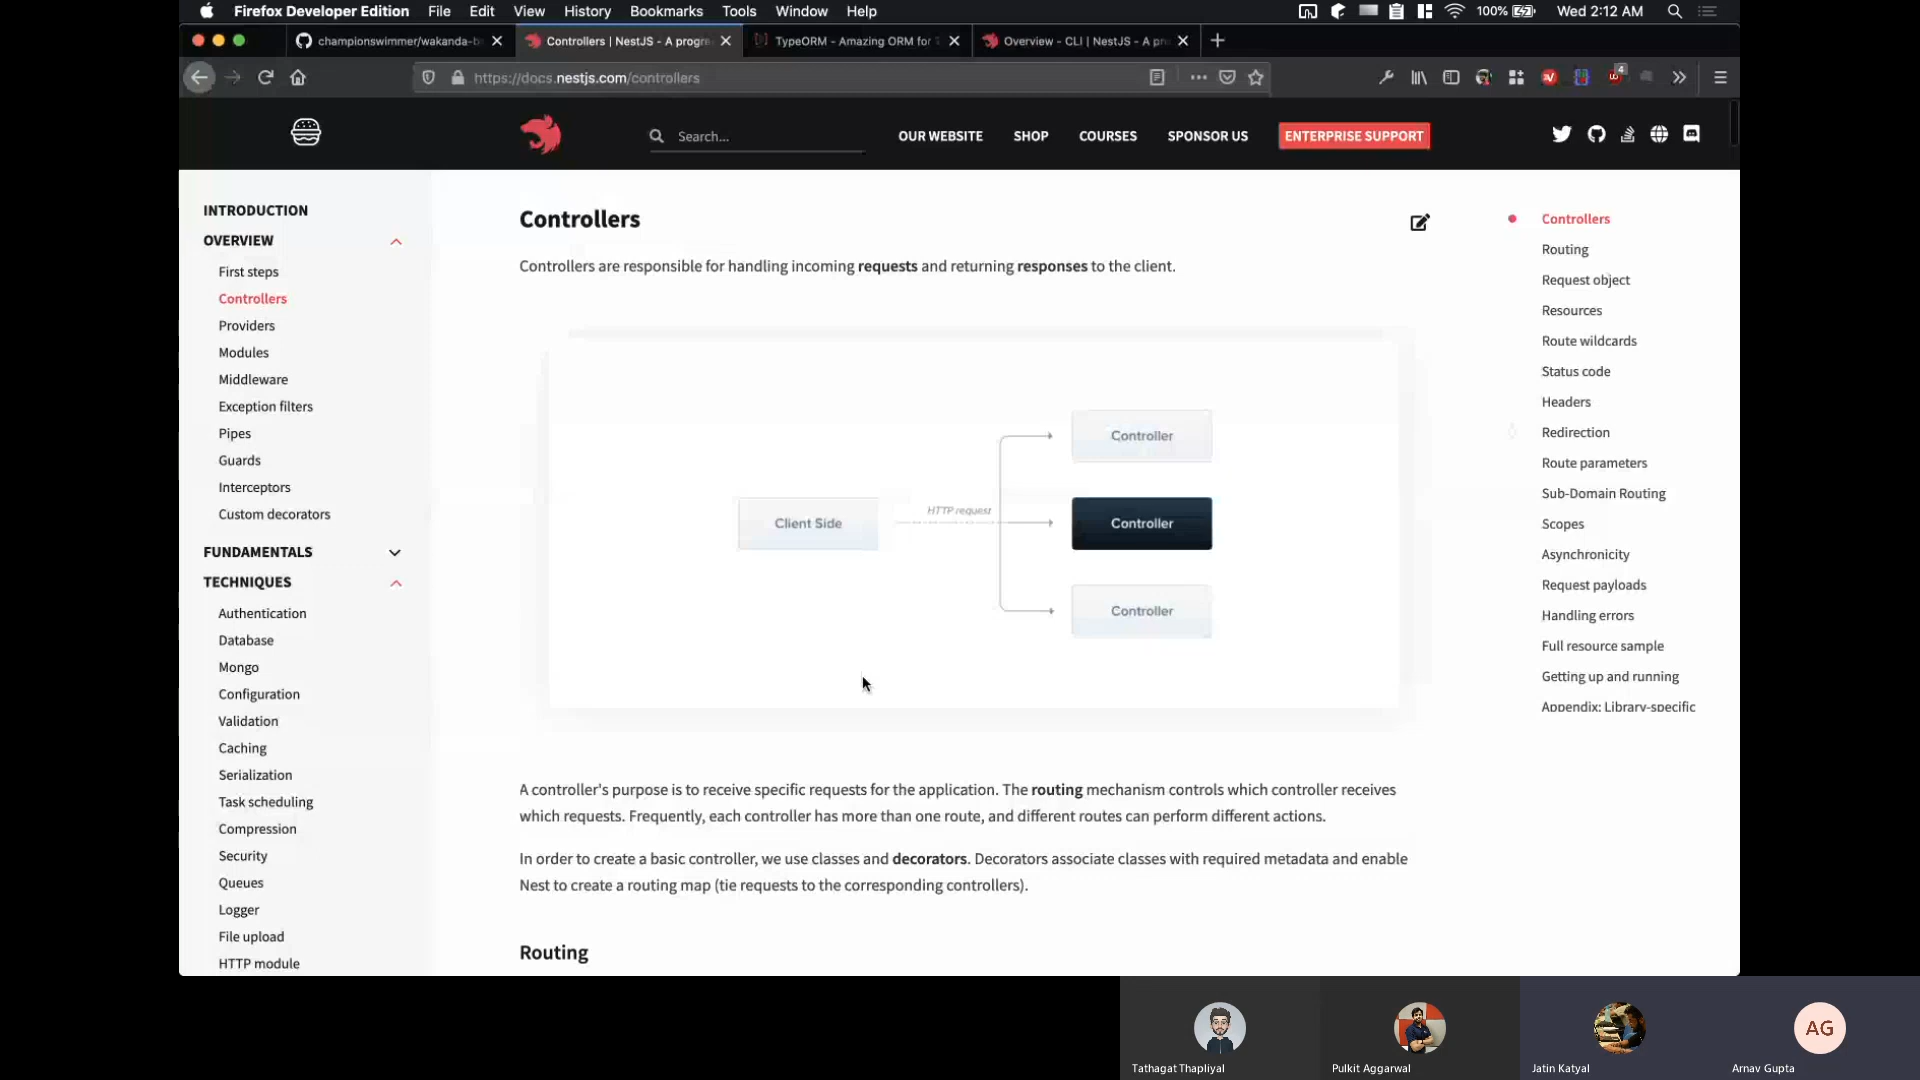 Firefox Developer Edition File Edit View History Bookmarks Tools Window Help 100% Wed 2:12 AM
championswimmer/wakanda-b
Controllers | NestJS - A progre
TypeORM - Amazing ORM for
Overview - CLI | NestJS - A pr
https://docs.nestjs.com/controllers
4
Search...
OUR WEBSITE
SHOP
COURSES
SPONSOR US
ENTERPRISE SUPPORT
INTRODUCTION
OVERVIEW
First steps
Controllers
Providers
Modules
Middleware
Exception filters
Pipes
Guards
Interceptors
Custom decorators
FUNDAMENTALS
TECHNIQUES
Authentication
Database
Mongo
Configuration
Validation
Caching
Serialization
Task scheduling
Compression
Security
Queues
Logger
File upload
HTTP module
Controllers
Controllers are responsible for handling incoming requests and returning responses to the client.
Client Side
HTTP request
Controller
Controller
Controller
A controller's purpose is to receive specific requests for the application. The routing mechanism controls which controller receives
which requests. Frequently, each controller has more than one route, and different routes can perform different actions.
In order to create a basic controller, we use classes and decorators. Decorators associate classes with required metadata and enable
Nest to create a routing map (tie requests to the corresponding controllers).
Routing
Controllers
Routing
Request object
Resources
Route wildcards
Status code
Headers
Redirection
Route parameters
Sub-Domain Routing
Scopes
Asynchronicity
Request payloads
Handling errors
Full resource sample
Getting up and running
Appendix: Library-specific
AG
Tathagat Thapliyal
Pulkit Aggarwal
Jatin Katyal
Arnav Gupta